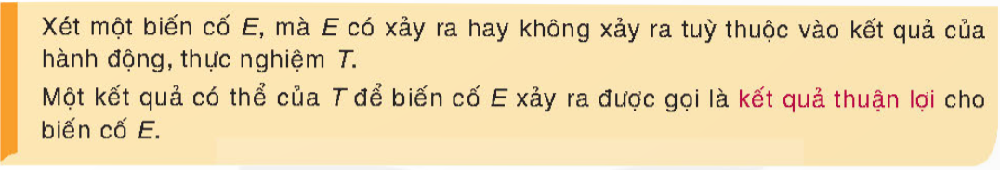 Xét một biến cố E, mà E có xảy ra hay không xảy ra tuỳ thuộc vào kết quả của
hành động, thực nghiệm T.
Một kết quả có thể của T để biến cố E xảy ra được gọi là kết quả thuận lợi cho
biến cố E.